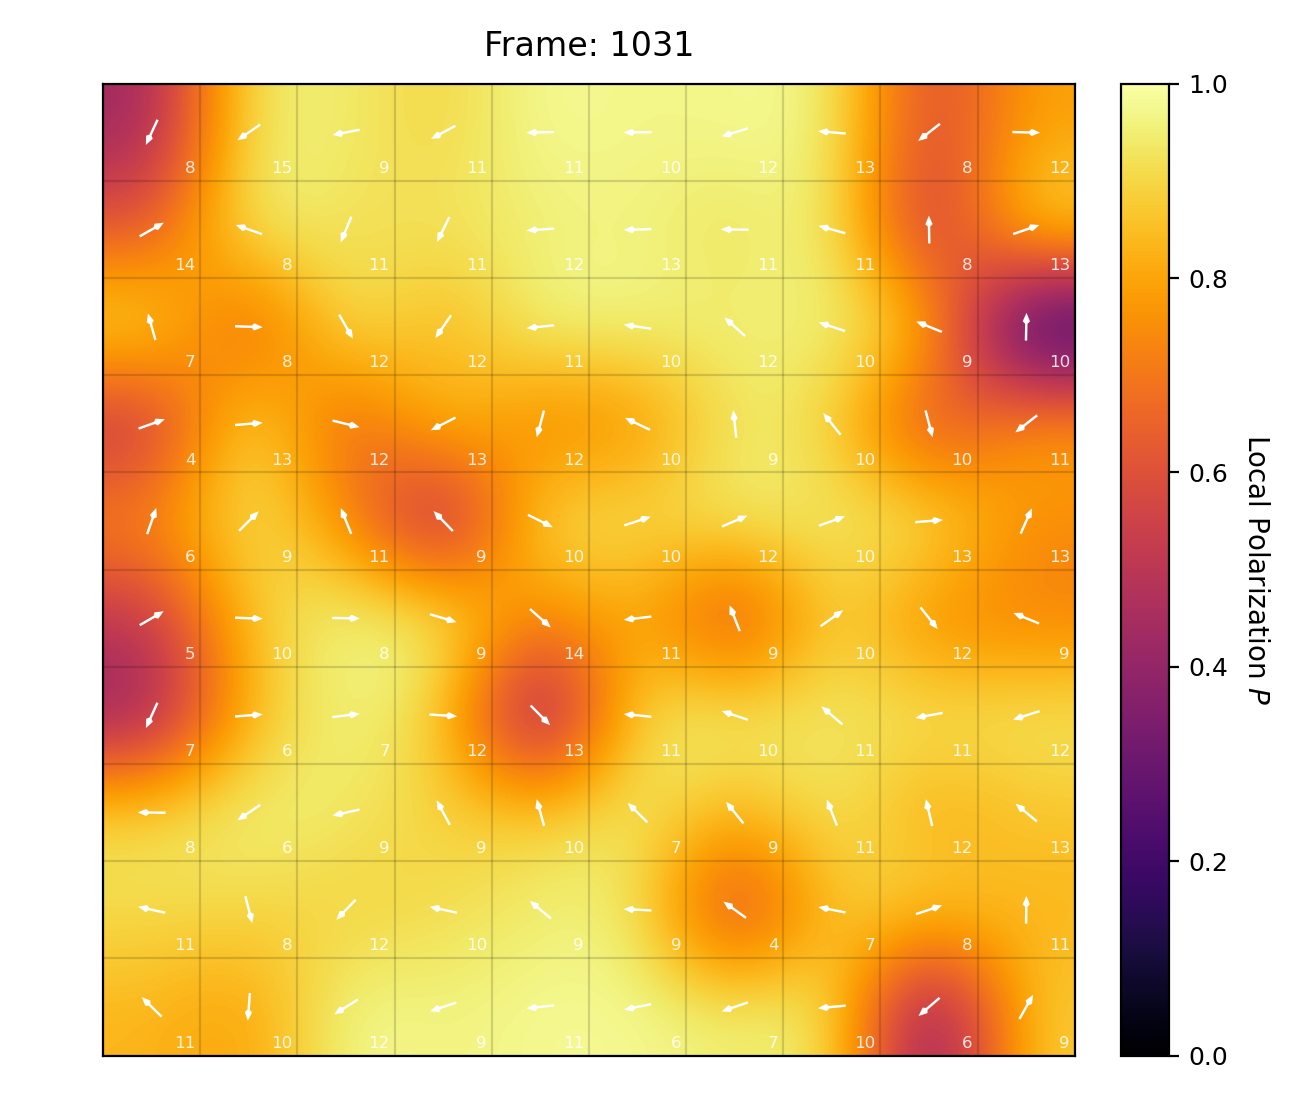 Frame: 1031
8 15 9 11 11 10 12 13 8 12
14 8 11 11 12 13 11 11 8 13
7 8 12 12 11 10 12 10 9 10
4 13 12 13 12 10 9 10 10 11
6 9 11 9 10 10 12 10 13 13
5 10 8 9 14 11 9 10 12 9
7 6 7 12 13 11 10 11 11 12
8 6 9 9 10 7 9 11 12 13
11 8 12 10 9 9 4 7 8 11
11 10 12 9 11 6 7 10 6 9
1.0
0.8
0.6
0.4
0.2
0.0
Local Polarization P